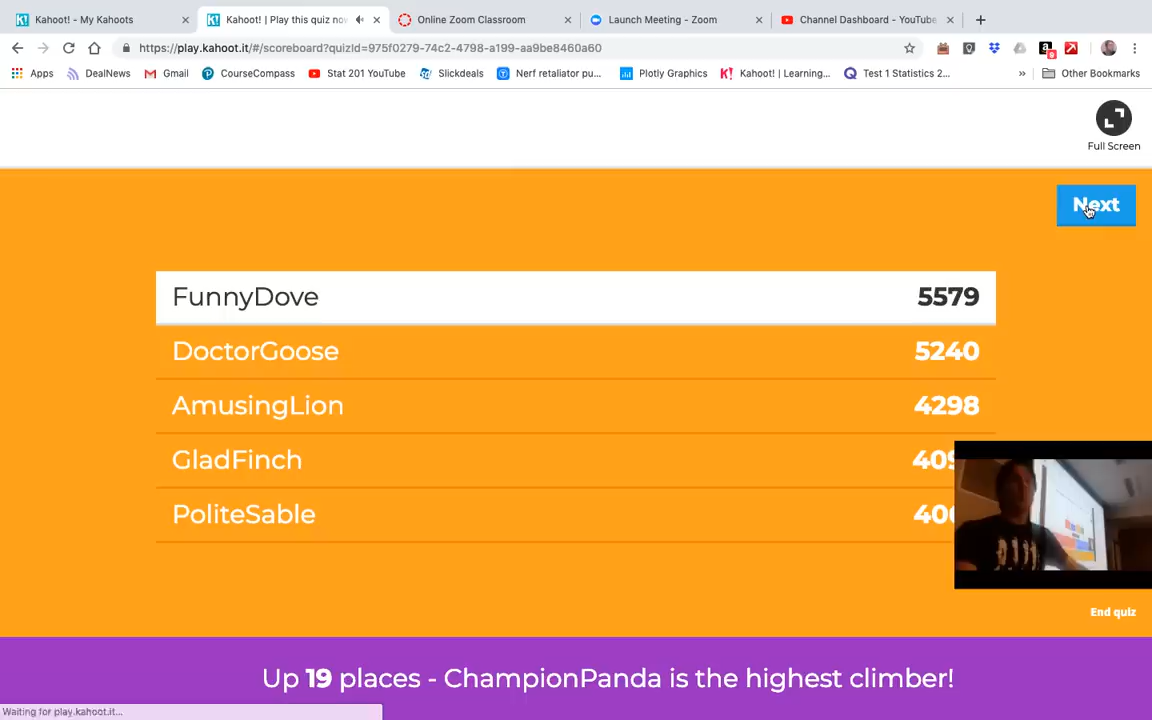 Kahoot! - My Kahoots
Kahoot! | Play this quiz nov
Online Zoom Classroom
Launch Meeting - Zoom
Channel Dashboard - YouTube
https://play.kahoot.it/#/scoreboard?quizId=975f0279-74c2-4798-a199-aa9be8460a60
Apps
DealNews
Gmail
CourseCompass
Stat 201 YouTube
Slickdeals
Nerf retaliator pu...
Plotly Graphics
Kahoot! | Learning...
Test 1 Statistics 2...
»
Other Bookmarks
Full Screen
Next
FunnyDove 5579
DoctorGoose 5240
AmusingLion 4298
GladFinch
PoliteSable
End quiz
Up 19 places - ChampionPanda is the highest climber!
Waiting for play.kahoot.it...